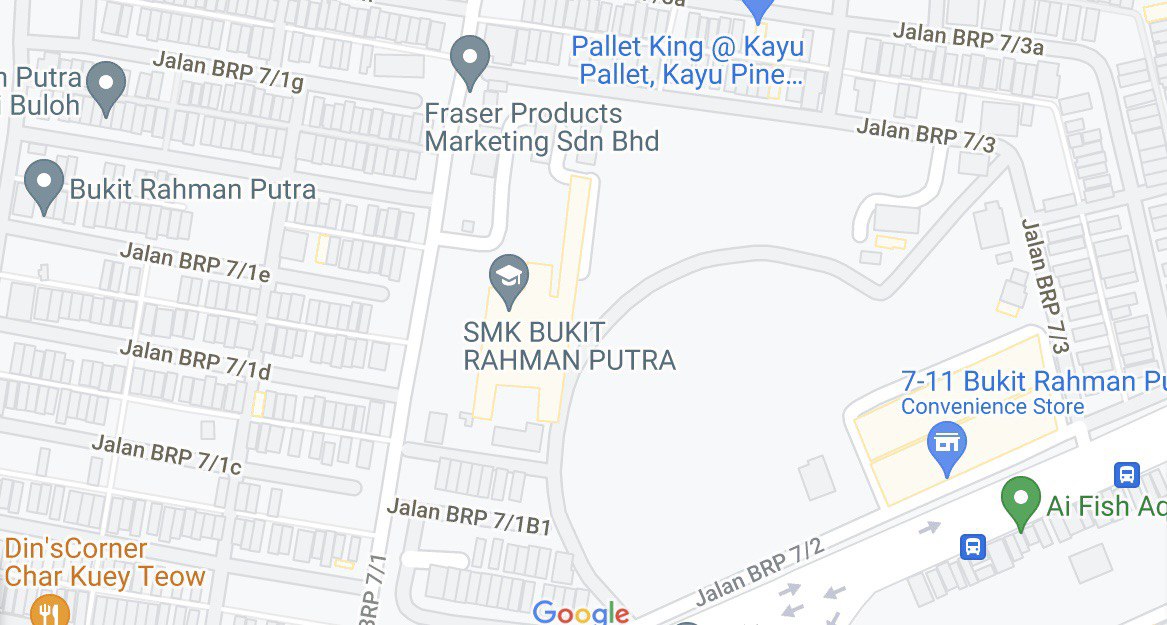 Jalan BRP 7/3a
Pallet King @ Kayu
Pallet, Kayu Pine...
Jalan BRP 7/1g
Putra
Buloh
Fraser Products
Marketing Sdn Bhd
Jalan BRP 7/3
Bukit Rahman Putra
Jalan BRP 7/1e
Jalan BRP 7/3
SMK BUKIT
RAHMAN PUTRA
Jalan BRP 7/1d
7-11 Bukit Rahman Pu
Convenience Store
Jalan BRP 7/1c
Jalan BRP 7/1B1
Ai Fish Aq
Din'sCorner
Char Kuey Teow
Jalan BRP 7/2
BRP 7/1
Google